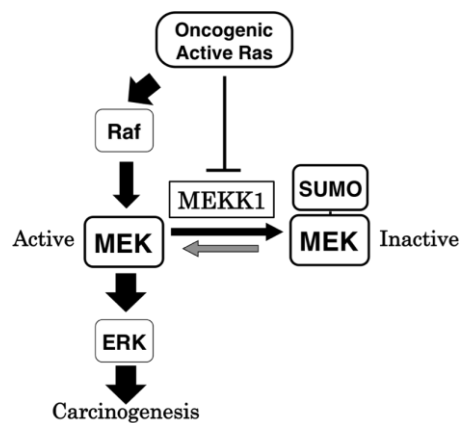 Oncogenic
Active Ras
Raf
MEKK1
SUMO
Active
MEK
MEK
Inactive
ERK
Carcinogenesis